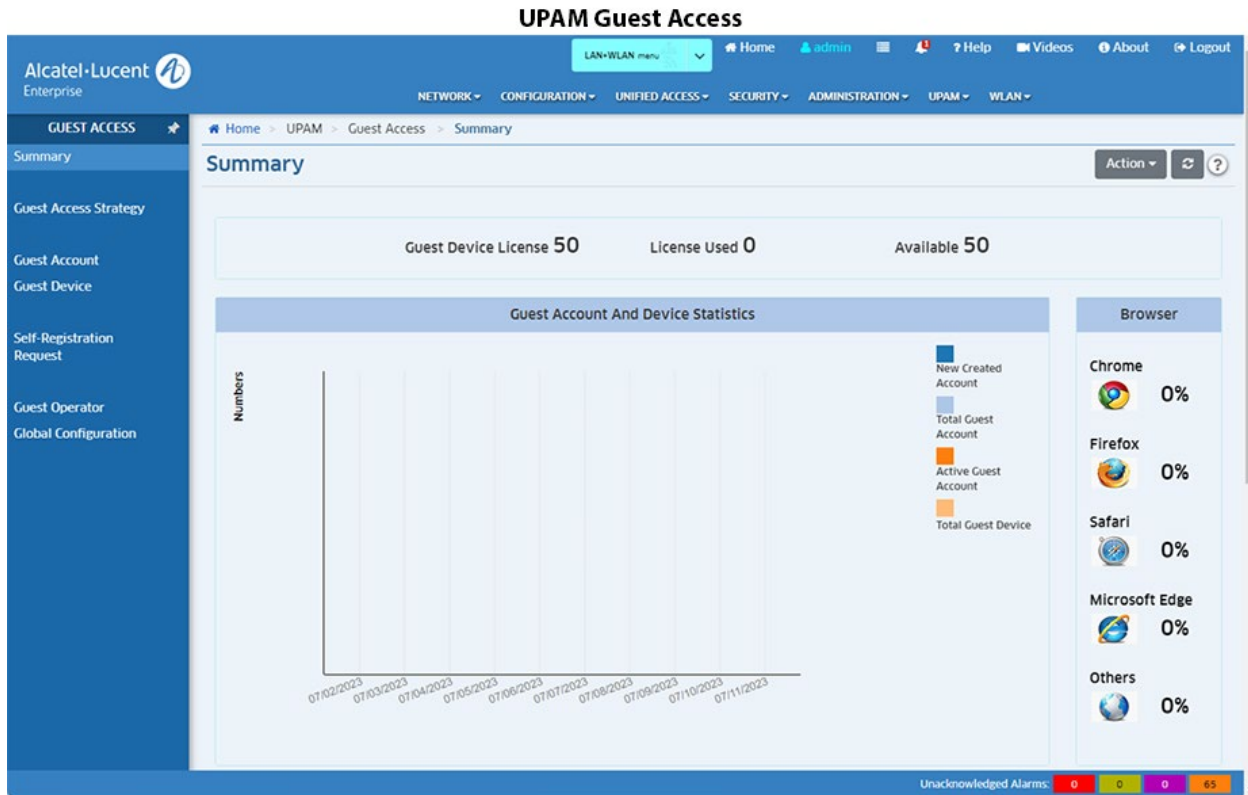 UPAM Guest Access
LAN+WLAN menu
Home
admin
? Help
Videos
About
Logout
Alcatel·Lucent
Enterprise
NETWORK
CONFIGURATION
UNIFIED ACCESS
SECURITY
ADMINISTRATION
UPAM
WLAN
GUEST ACCESS
Home > UPAM > Guest Access > Summary
Summary
Summary
Action
?
Guest Access Strategy
Guest Account
Guest Device
Self-Registration
Request
Guest Operator
Global Configuration
Guest Device License 50
License Used 0
Available 50
Guest Account And Device Statistics
Numbers
07/02/2023
07/03/2023
07/04/2023
07/05/2023
07/06/2023
07/07/2023
07/08/2023
07/09/2023
07/10/2023
07/11/2023
New Created
Account
Total Guest
Account
Active Guest
Account
Total Guest Device
Browser
Chrome
0%
Firefox
0%
Safari
0%
Microsoft Edge
0%
Others
0%
Unacknowledged Alarms: 0 0 0 65